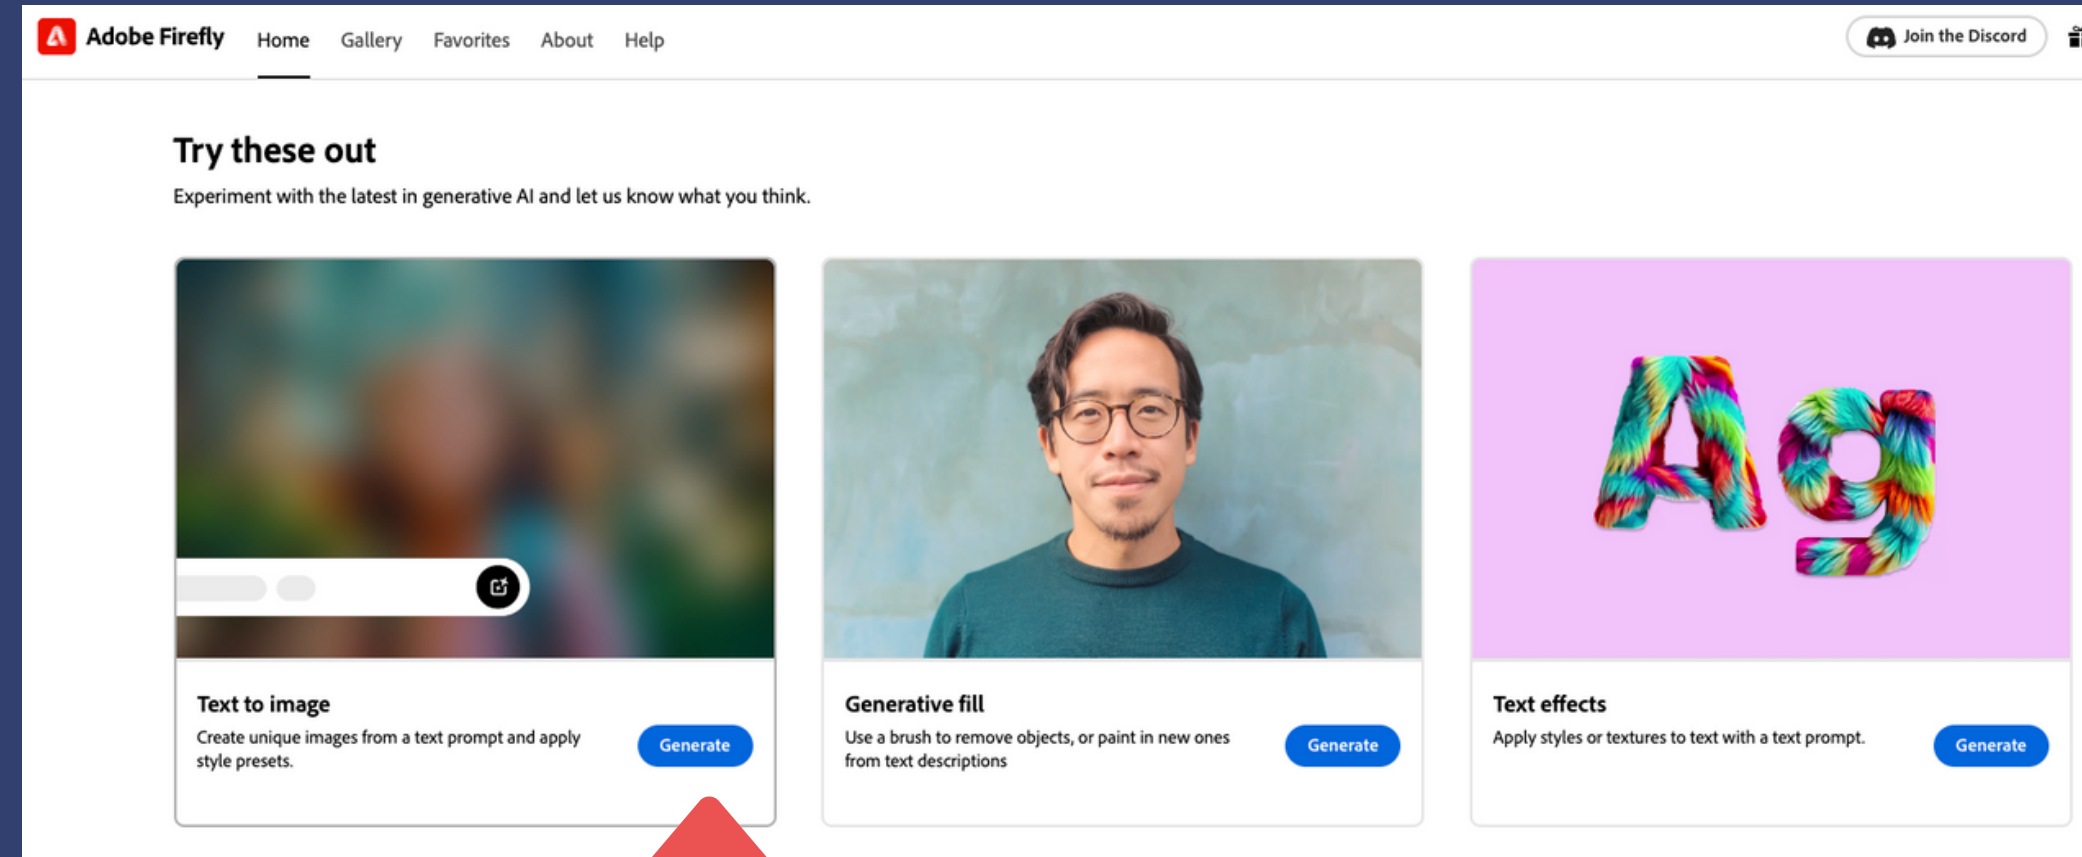 Adobe Firefly Home Gallery Favorites About Help Join the Discord
Try these out
Experiment with the latest in generative AI and let us know what you think.
Ag
Text to image
Create unique images from a text prompt and apply
style presets.
Generate
Generative fill
Use a brush to remove objects, or paint in new ones
from text descriptions
Generate
Text effects
Apply styles or textures to text with a text prompt.
Generate